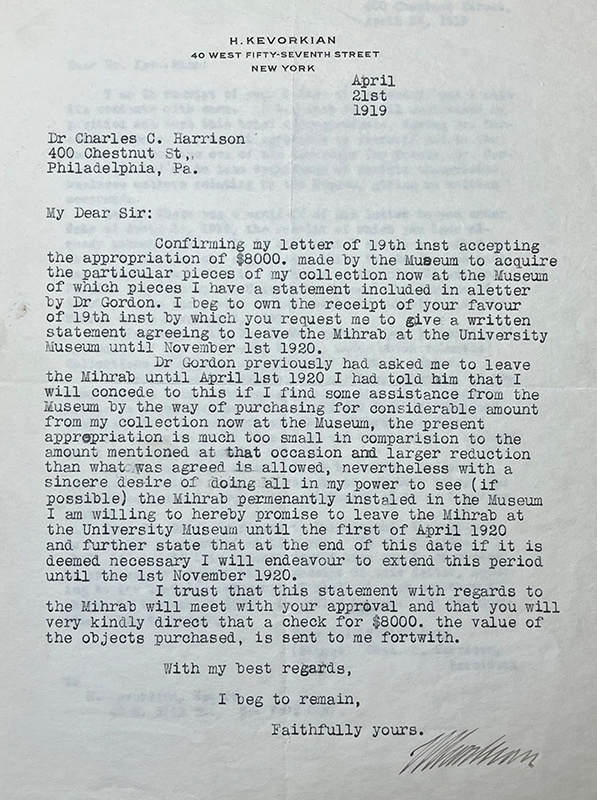 H. KEVORKIAN
40 WEST FIFTY-SEVENTH STREET
NEW YORK
April
21st
1919
Dr Charles C. Harrison
400 Chestnut St,.
Philadelphia, Pa.
My Dear Sir:
Confirming my letter of 19th inst accepting
the appropriation of $8000. made by the Museum to acquire
the particular pieces of my collection now at the Museum
of which pieces I have a statement included in aletter
by Dr Gordon. I beg to own the receipt of your favour
of 19th inst by which you request me to give a written
statement agreeing to leave the Mihrab at the University
Museum until November 1st 1920.
Dr Gordon previously had asked me to leave
the Mihrab until April 1st 1920 I had told him that I
will concede to this if I find some assistance from the
Museum by the way of purchasing for considerable amount
from my collection now at the Museum, the present
appropriation is much too small in comparision to the
amount mentioned at that occasion and larger reduction
than what was agreed is allowed, nevertheless with a
sincere desire of doing all in my power to see (if
possible) the Mihrab permenantly instaled in the Museum
I am willing to hereby promise to leave the Mihrab at
the University Museum until the first of April 1920
and further state that at the end of this date if it is
deemed necessary I will endeavour to extend this period
until the 1st November 1920.
I trust that this statement with regards to
the Mihrab will meet with your approval and that you will
very kindly direct that a check for $8000. the value of
the objects purchased, is sent to me fortwith.
With my best regards,
I beg to remain,
Faithfully yours.
HKevorkian